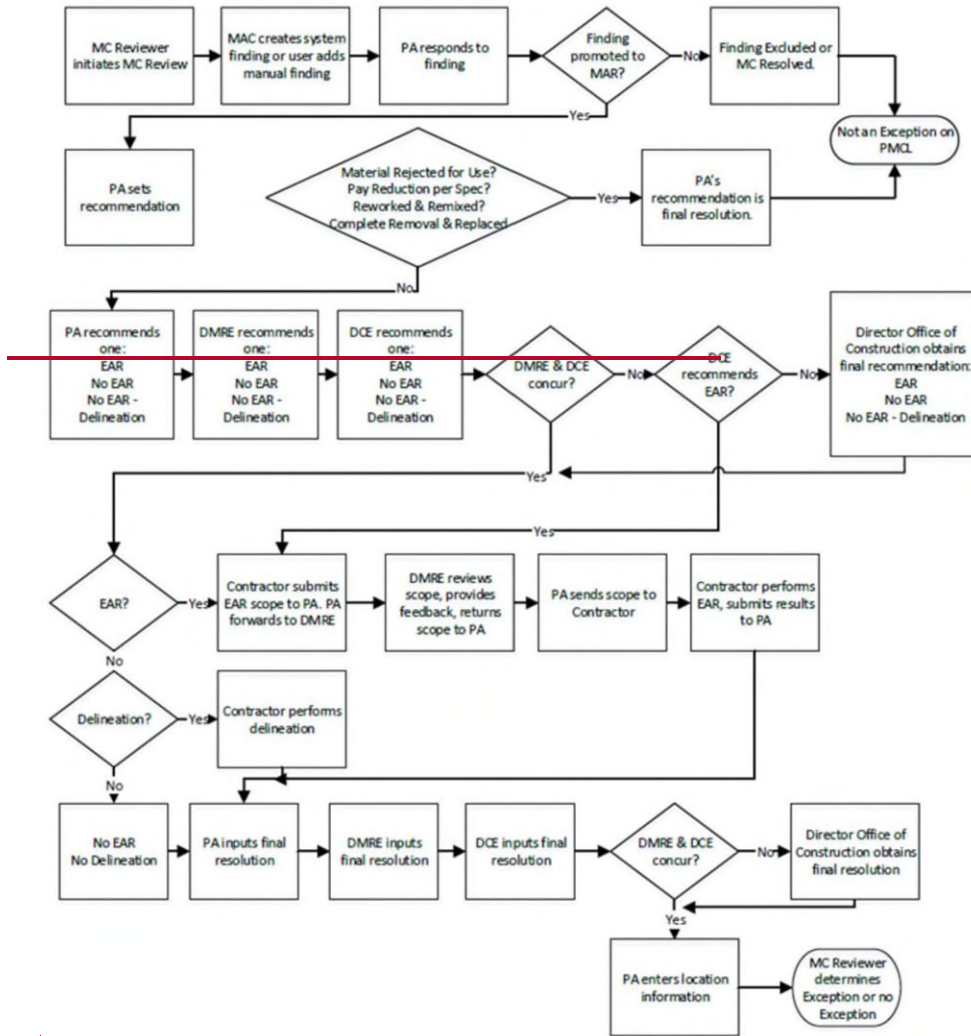 MC Reviewer
initiates MC Review
MAC creates system
finding or user adds
manual finding
PA responds to
finding
Finding
promoted to
MAR?
No
Finding Excluded or
MC Resolved.
Yes
Not an Exception on
PMCL
PA sets
recommendation
Material Rejected for Use?
Pay Reduction per Spec?
Reworked & Remixed?
Complete Removal & Replaced
Yes
PA's
recommendation is
final resolution.
No
PA recommends
one:
EAR
No EAR
No EAR -
Delineation
DMRE recommends
one:
EAR
No EAR
No EAR -
Delineation
DCE recommends
one:
EAR
No EAR
No EAR -
Delineation
DMRE & DCE
concur?
No
DCE
recommends
EAR?
No
Director Office of
Construction obtains
final recommendation:
EAR
No EAR
No EAR - Delineation
Yes
Yes
EAR?
Yes
Contractor submits
EAR scope to PA. PA
forwards to DMRE
DMRE reviews
scope, provides
feedback, returns
scope to PA
PA sends scope to
Contractor
Contractor performs
EAR, submits results
to PA
No
Delineation?
Yes
Contractor performs
delineation
No
No EAR
No Delineation
PA inputs final
resolution
DMRE inputs
final resolution
DCE inputs final
resolution
DMRE & DCE
concur?
No
Director Office of
Construction obtains
final resolution
Yes
PA enters location
information
MC Reviewer
determines
Exception or no
Exception